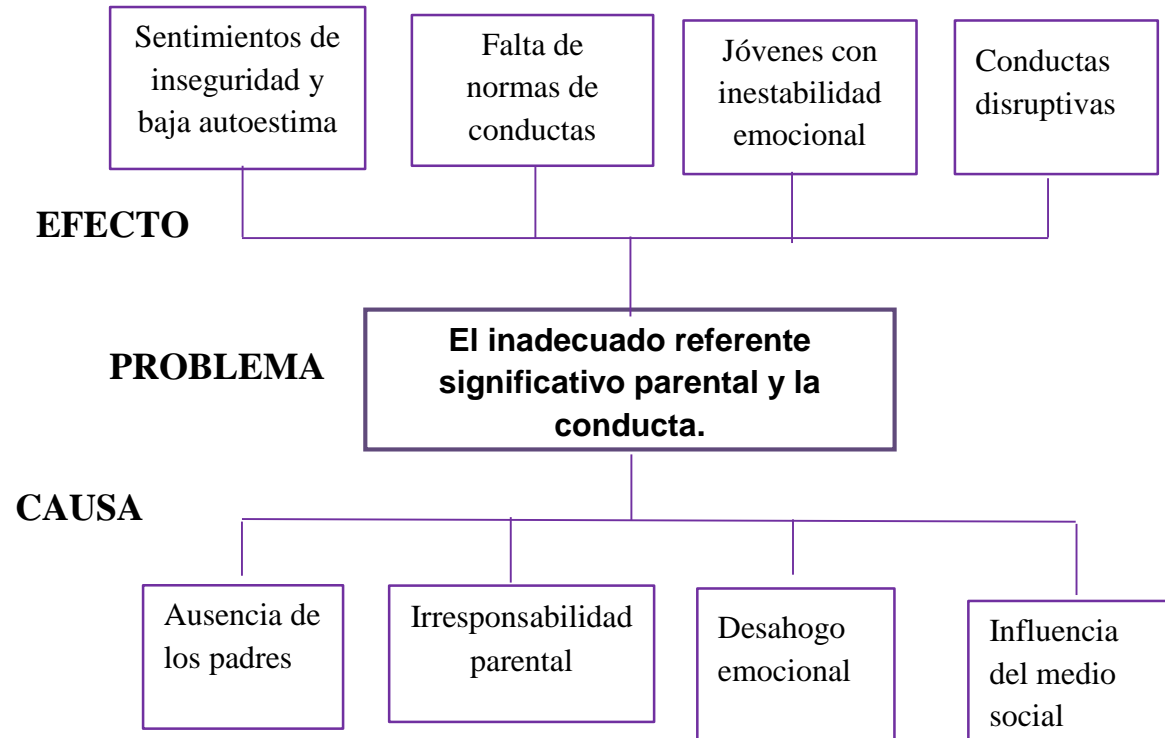 Sentimientos de
inseguridad y
baja autoestima
Falta de
normas de
conductas
Jóvenes con
inestabilidad
emocional
Conductas
disruptivas
EFECTO
El inadecuado referente
significativo parental y la
conducta.
PROBLEMA
CAUSA
Ausencia de
los padres
Irresponsabilidad
parental
Desahogo
emocional
Influencia
del medio
social